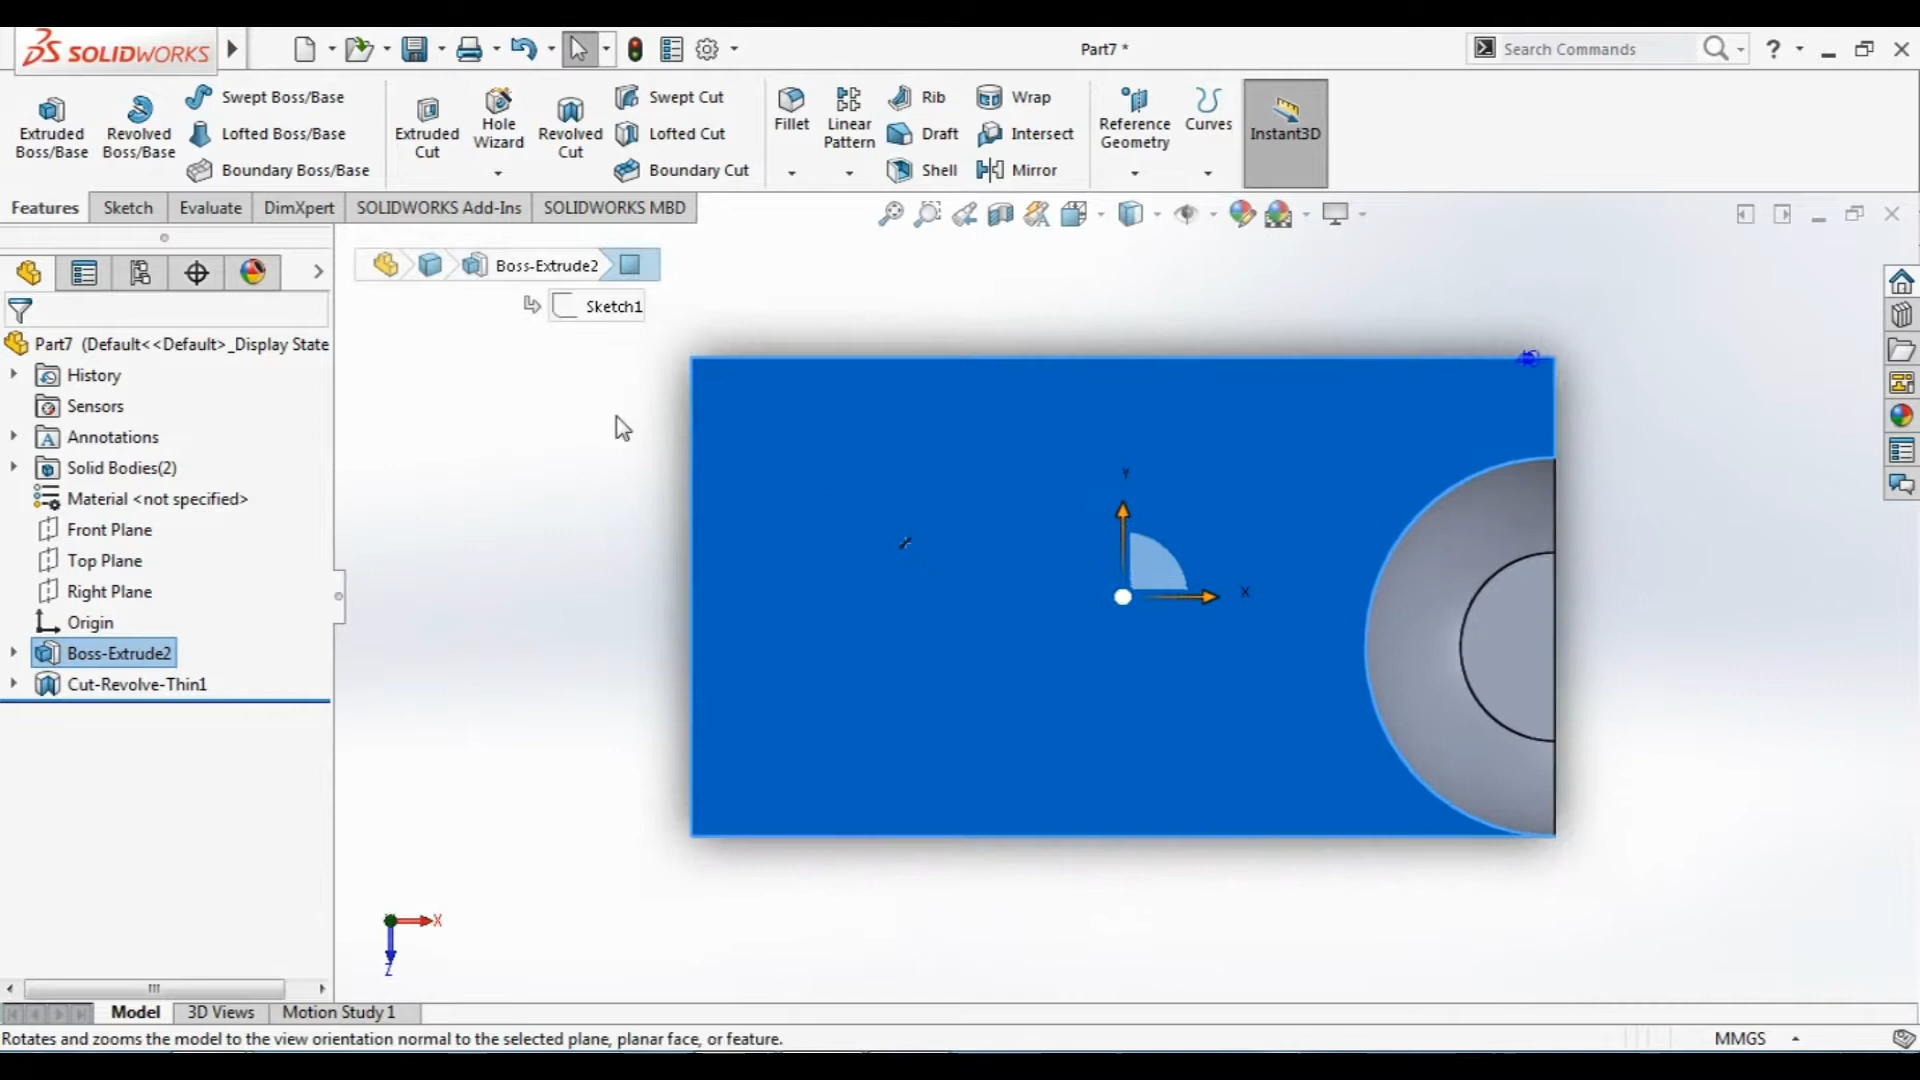 SOLIDWORKS
Part7 *
Search Commands
Extruded Boss/Base
Revolved Boss/Base
Swept Boss/Base
Lofted Boss/Base
Boundary Boss/Base
Extruded Cut
Hole Wizard
Revolved Cut
Swept Cut
Lofted Cut
Boundary Cut
Fillet
Linear Pattern
Rib
Draft
Shell
Wrap
Intersect
Mirror
Reference Geometry
Curves
Instant3D
Features
Sketch
Evaluate
DimXpert
SOLIDWORKS Add-Ins
SOLIDWORKS MBD
Boss-Extrude2
Sketch1
Part7 (Default<<Default>_Display State
History
Sensors
Annotations
Solid Bodies(2)
Material <not specified>
Front Plane
Top Plane
Right Plane
Origin
Boss-Extrude2
Cut-Revolve-Thin1
Y
X
X
Z
Model
3D Views
Motion Study 1
Rotates and zooms the model to the view orientation normal to the selected plane, planar face, or feature.
MMGS